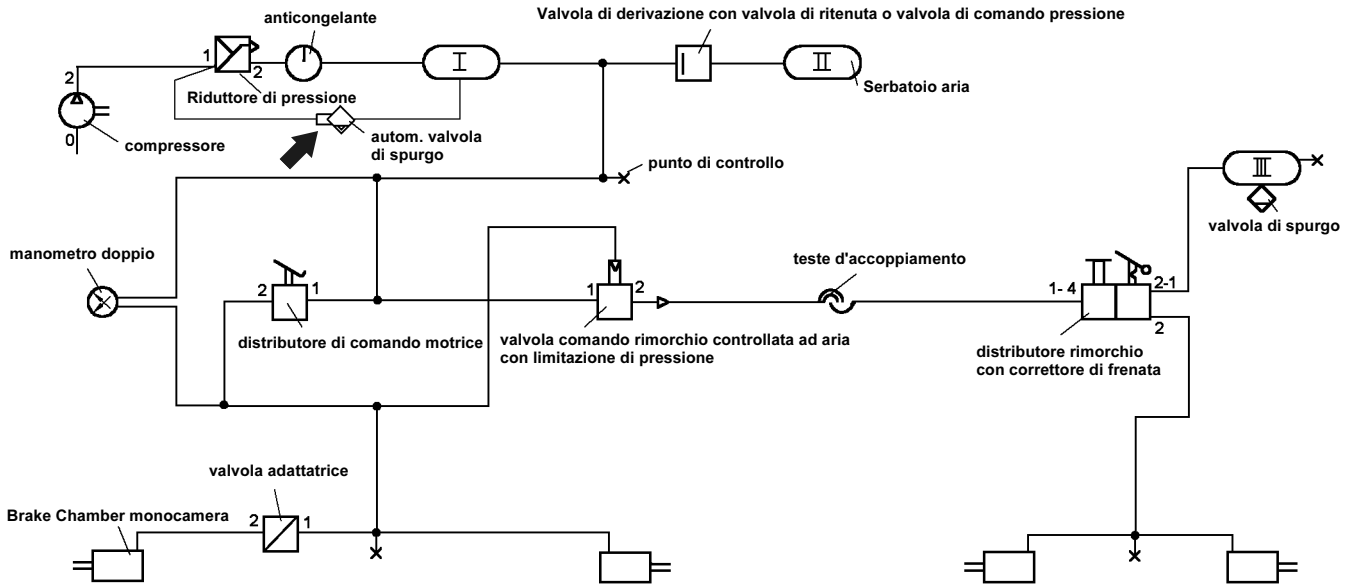 anticongelante
Valvola di derivazione con valvola di ritenuta o valvola di comando pressione
1
2
I
II
2
Riduttore di pressione
Serbatoio aria
0
compressore
autom. valvola
di spurgo
punto di controllo
III
valvola di spurgo
manometro doppio
teste d'accoppiamento
2
1
1
2
1- 4
2-1
2
distributore di comando motrice
valvola comando rimorchio controllata ad aria
con limitazione di pressione
distributore rimorchio
con correttore di frenata
valvola adattatrice
Brake Chamber monocamera
2
1